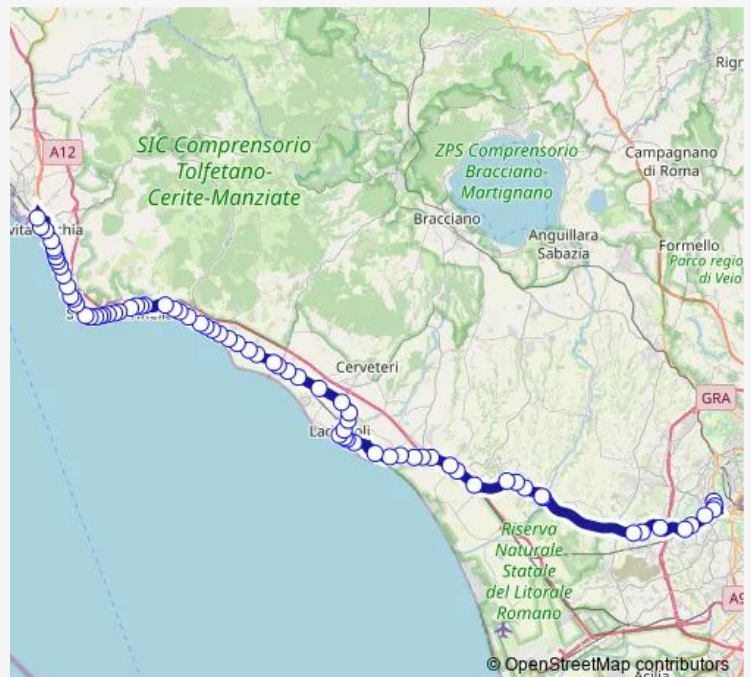 Rigr
A12
SIC Comprensorio
Tolfetano-
Cerite-Manziate
ZPS Comprensorio
Bracciano-
Martignano
Campagnano
di Roma
Bracciano
Anguillara
Sabazia
Formello
Parco regio
di Veio
Cerveteri
GRA
Riserva
Naturale
Statale
del Litorale
Romano
A9
© OpenStreetMap contributors